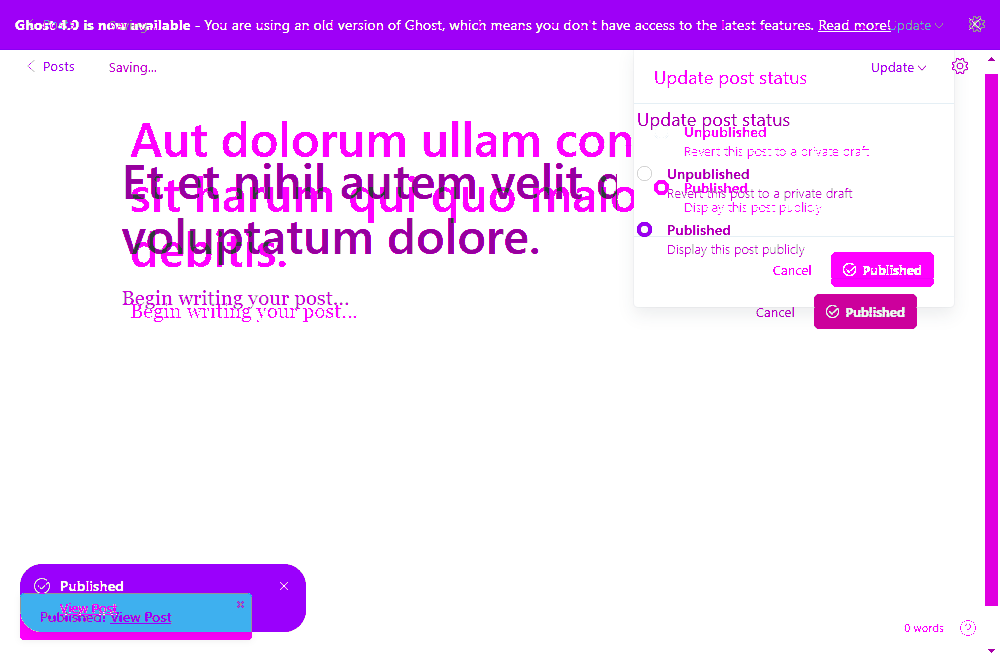 Ghost 4.0 is now available – You are using an old version of Ghost, which means you don't have access to the latest features. Read more!
Update
Posts
Saving...
Update
Update post status
Update post status
Unpublished
Revert this post to a private draft
Unpublished
Revert this post to a private draft
Published
Display this post publicly
Published
Display this post publicly
Cancel
Published
Cancel
Published
Aut dolorum ullam con
Et et nihil autem velit
sit harum qui quo maio
voluptatum dolore.
debitis.
Begin writing your post...
Begin writing your post...
Published
View Post
Published! View Post
0 words